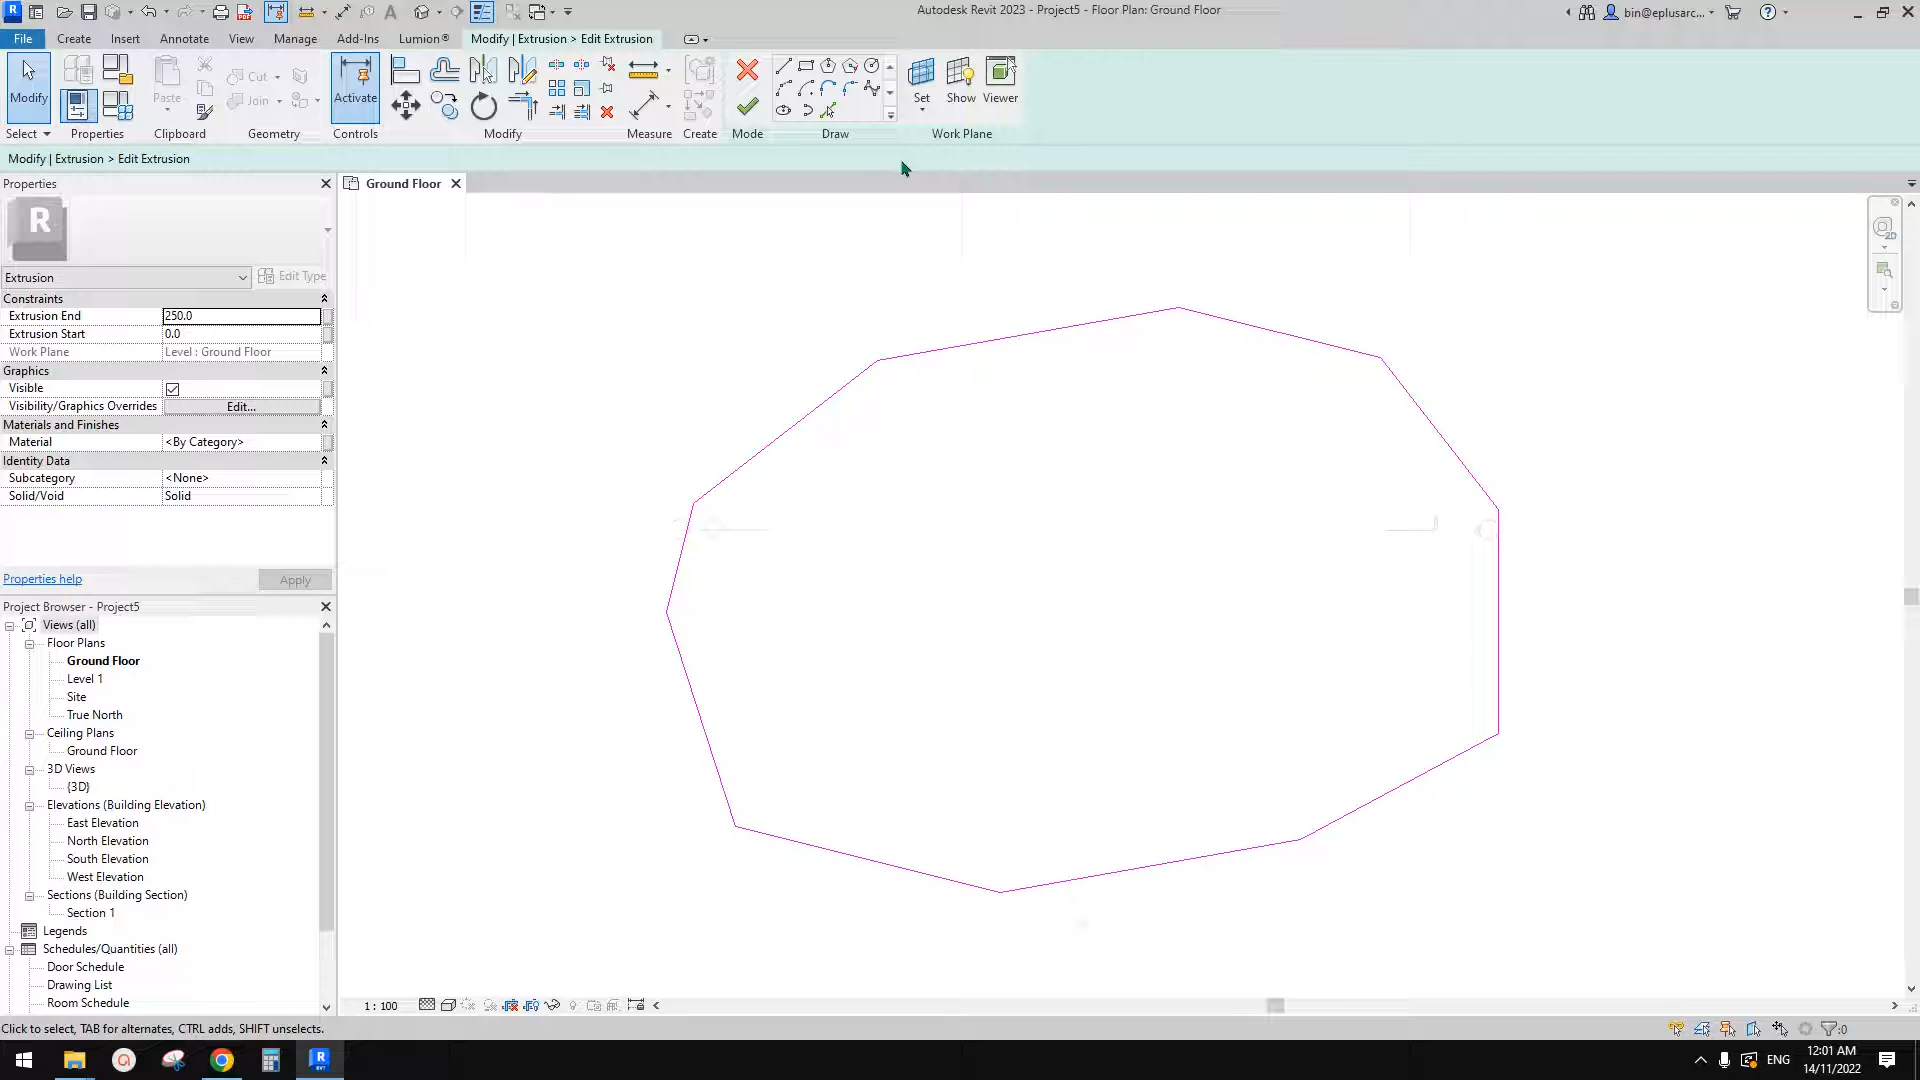 Autodesk Revit 2023 - Project5 - Floor Plan: Ground Floor
bin@eplusarc...
File
Create
Insert
Annotate
View
Manage
Add-Ins
Lumion®
Modify | Extrusion > Edit Extrusion
Modify
Paste
Cut
Join
Activate
Set
Show
Viewer
Select
Properties
Clipboard
Geometry
Controls
Modify
Measure
Create
Mode
Draw
Work Plane
Modify | Extrusion > Edit Extrusion
Properties
Ground Floor
R
Extrusion
Edit Type
Constraints
Extrusion End 250.0
Extrusion Start 0.0
Work Plane Level : Ground Floor
Graphics
Visible
Visibility/Graphics Overrides Edit...
Materials and Finishes
Material <By Category>
Identity Data
Subcategory <None>
Solid/Void Solid
Properties help
Apply
Project Browser - Project5
Views (all)
Floor Plans
Ground Floor
Level 1
Site
True North
Ceiling Plans
Ground Floor
3D Views
{3D}
Elevations (Building Elevation)
East Elevation
North Elevation
South Elevation
West Elevation
Sections (Building Section)
Section 1
Legends
Schedules/Quantities (all)
Door Schedule
Drawing List
Room Schedule
1 : 100
Click to select, TAB for alternates, CTRL adds, SHIFT unselects.
:0
ENG
12:01 AM
14/11/2022